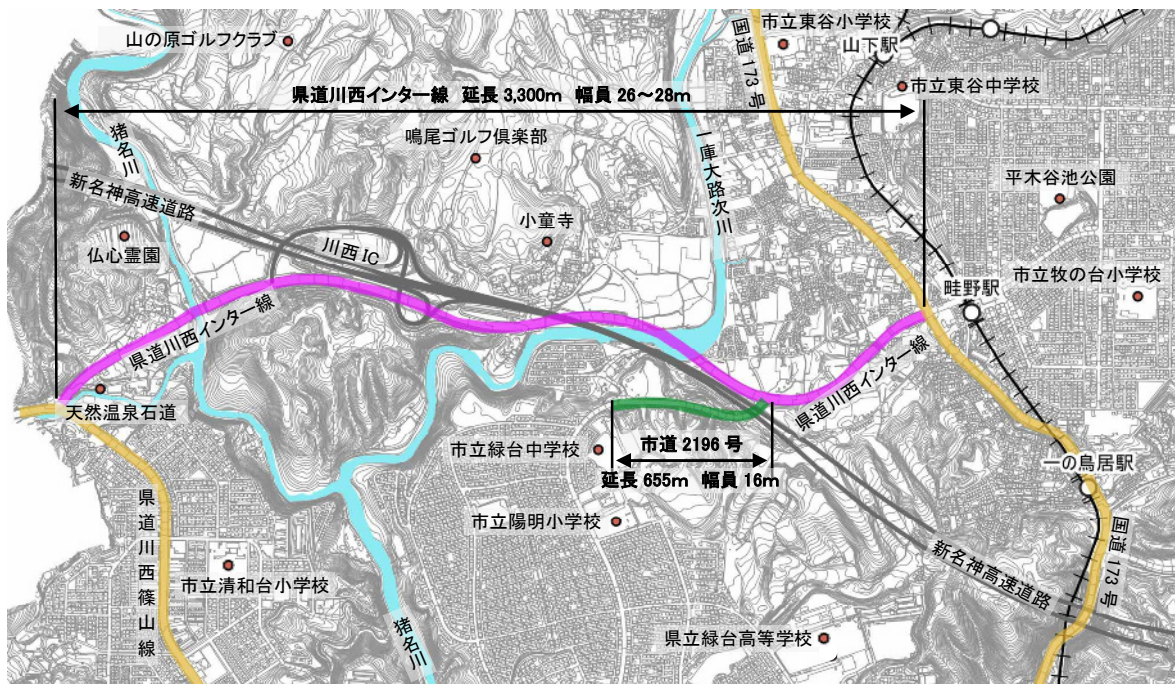 山の原ゴルフクラブ
国道173号
市立東谷小学校
山下駅
市立東谷中学校
県道川西インター線 延長 3,300m 幅員 26～28m
猪名川
鳴尾ゴルフ倶楽部
一庫大路次川
新名神高速道路
平木谷池公園
小童寺
仏心霊園
川西IC
市立牧の台小学校
畦野駅
県道川西インター線
天然温泉石道
県道川西インター線
市立緑台中学校
市道 2196 号
延長 655m 幅員 16m
一の鳥居駅
県道川西篠山線
市立陽明小学校
市立清和台小学校
新名神高速道路
国道173号
猪名川
県立緑台高等学校